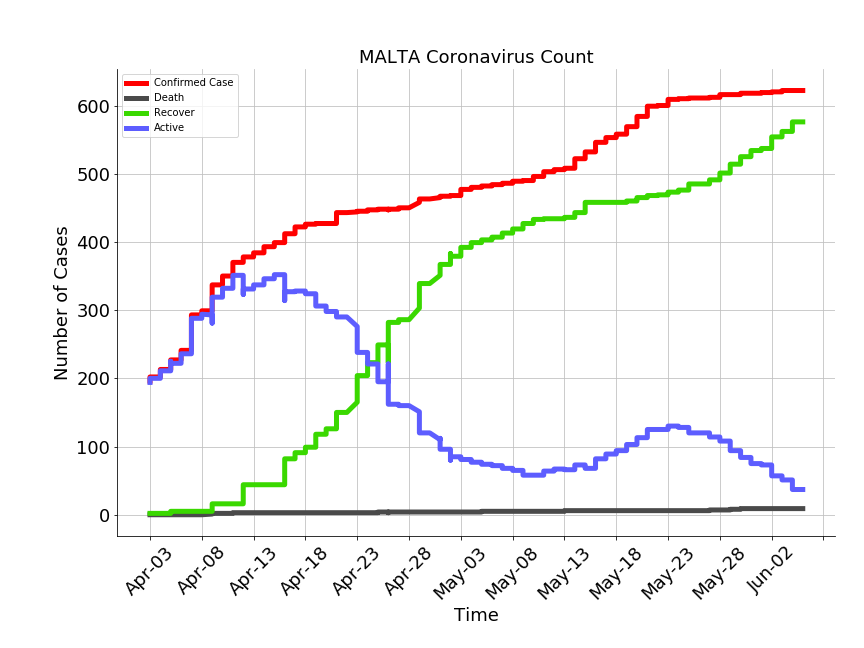 MALTA Coronavirus Count
Confirmed Case
Death
Recover
Active
Number of Cases
600
500
400
300
200
100
0
Apr-03
Apr-08
Apr-13
Apr-18
Apr-23
Apr-28
May-03
May-08
May-13
May-18
May-23
May-28
Jun-02
Time